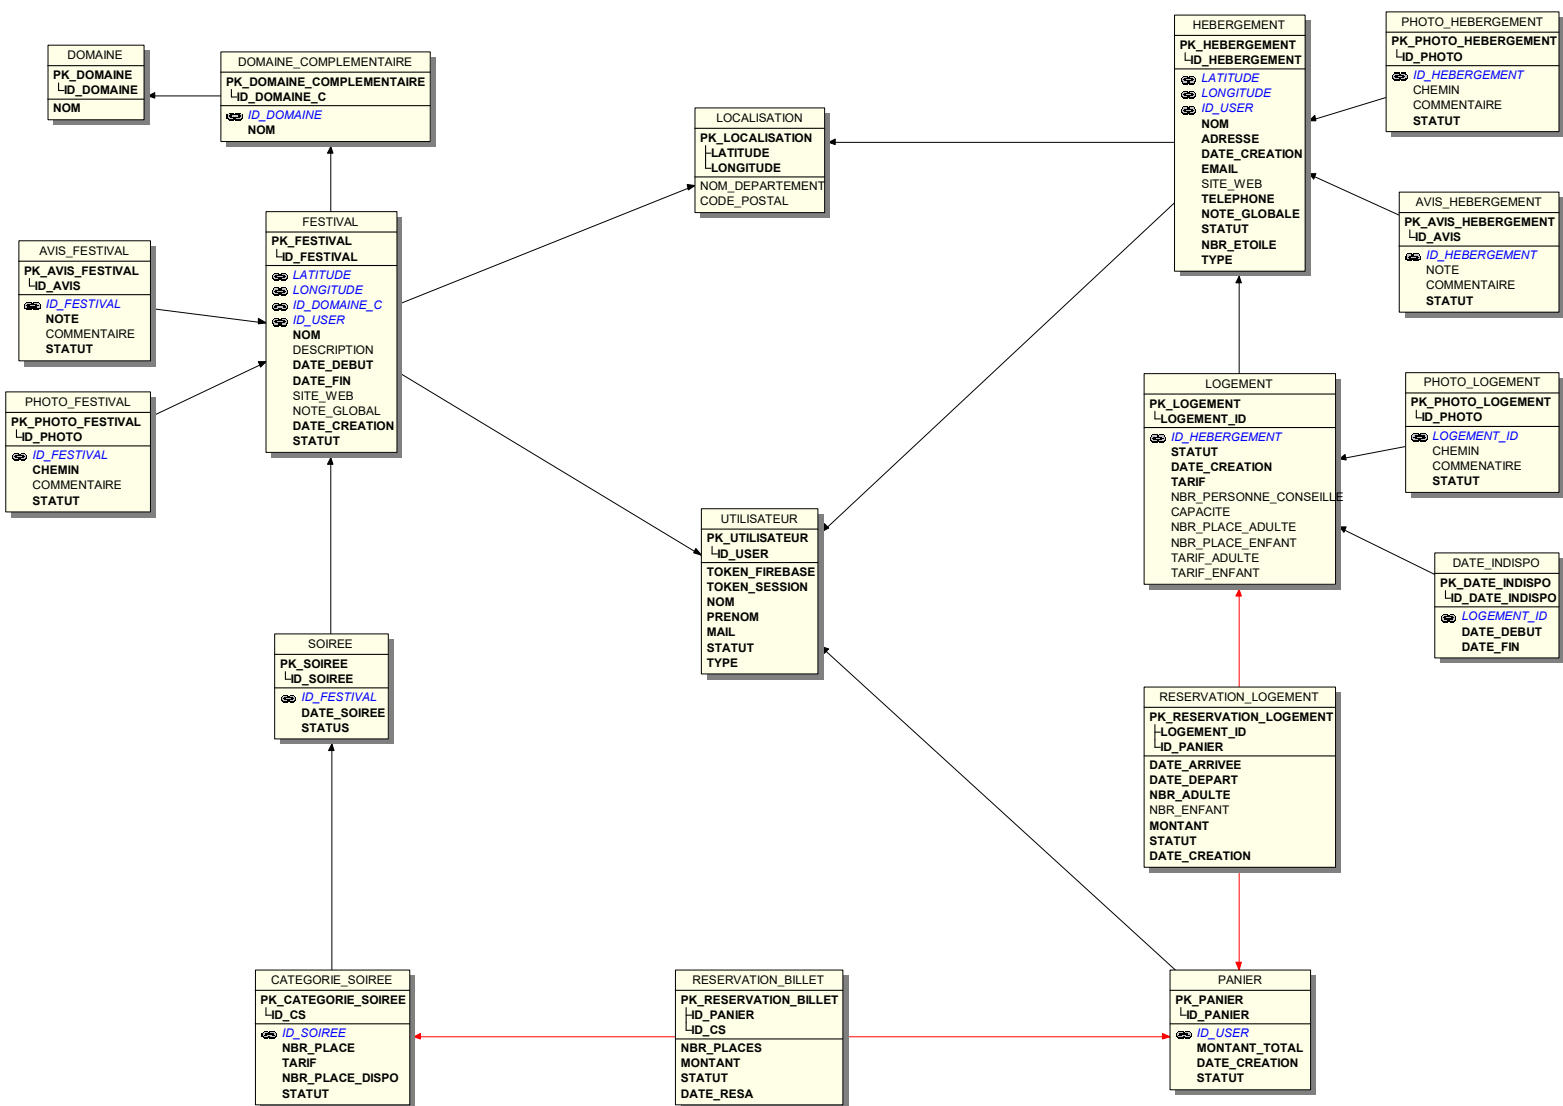 DOMAINE
PK_DOMAINE
ID_DOMAINE
NOM
DOMAINE_COMPLEMENTAIRE
PK_DOMAINE_COMPLEMENTAIRE
ID_DOMAINE_C
ID_DOMAINE
NOM
LOCALISATION
PK_LOCALISATION
LATITUDE
LONGITUDE
NOM_DEPARTEMENT
CODE_POSTAL
HEBERGEMENT
PK_HEBERGEMENT
ID_HEBERGEMENT
LATITUDE
LONGITUDE
ID_USER
NOM
ADRESSE
DATE_CREATION
EMAIL
SITE_WEB
TELEPHONE
NOTE_GLOBALE
STATUT
NBR_ETOILE
TYPE
PHOTO_HEBERGEMENT
PK_PHOTO_HEBERGEMENT
ID_PHOTO
ID_HEBERGEMENT
CHEMIN
COMMENTAIRE
STATUT
AVIS_HEBERGEMENT
PK_AVIS_HEBERGEMENT
ID_AVIS
ID_HEBERGEMENT
NOTE
COMMENTAIRE
STATUT
AVIS_FESTIVAL
PK_AVIS_FESTIVAL
ID_AVIS
ID_FESTIVAL
NOTE
COMMENTAIRE
STATUT
FESTIVAL
PK_FESTIVAL
ID_FESTIVAL
LATITUDE
LONGITUDE
ID_DOMAINE_C
ID_USER
NOM
DESCRIPTION
DATE_DEBUT
DATE_FIN
SITE_WEB
NOTE_GLOBAL
DATE_CREATION
STATUT
PHOTO_FESTIVAL
PK_PHOTO_FESTIVAL
ID_PHOTO
ID_FESTIVAL
CHEMIN
COMMENTAIRE
STATUT
LOGEMENT
PK_LOGEMENT
LOGEMENT_ID
ID_HEBERGEMENT
STATUT
DATE_CREATION
TARIF
NBR_PERSONNE_CONSEILLE
CAPACITE
NBR_PLACE_ADULTE
NBR_PLACE_ENFANT
TARIF_ADULTE
TARIF_ENFANT
PHOTO_LOGEMENT
PK_PHOTO_LOGEMENT
ID_PHOTO
LOGEMENT_ID
CHEMIN
COMMENATIRE
STATUT
UTILISATEUR
PK_UTILISATEUR
ID_USER
TOKEN_FIREBASE
TOKEN_SESSION
NOM
PRENOM
MAIL
STATUT
TYPE
DATE_INDISPO
PK_DATE_INDISPO
ID_DATE_INDISPO
LOGEMENT_ID
DATE_DEBUT
DATE_FIN
SOIREE
PK_SOIREE
ID_SOIREE
ID_FESTIVAL
DATE_SOIREE
STATUS
RESERVATION_LOGEMENT
PK_RESERVATION_LOGEMENT
LOGEMENT_ID
ID_PANIER
DATE_ARRIVEE
DATE_DEPART
NBR_ADULTE
NBR_ENFANT
MONTANT
STATUT
DATE_CREATION
CATEGORIE_SOIREE
PK_CATEGORIE_SOIREE
ID_CS
ID_SOIREE
NBR_PLACE
TARIF
NBR_PLACE_DISPO
STATUT
RESERVATION_BILLET
PK_RESERVATION_BILLET
ID_PANIER
ID_CS
NBR_PLACES
MONTANT
STATUT
DATE_RESA
PANIER
PK_PANIER
ID_PANIER
ID_USER
MONTANT_TOTAL
DATE_CREATION
STATUT